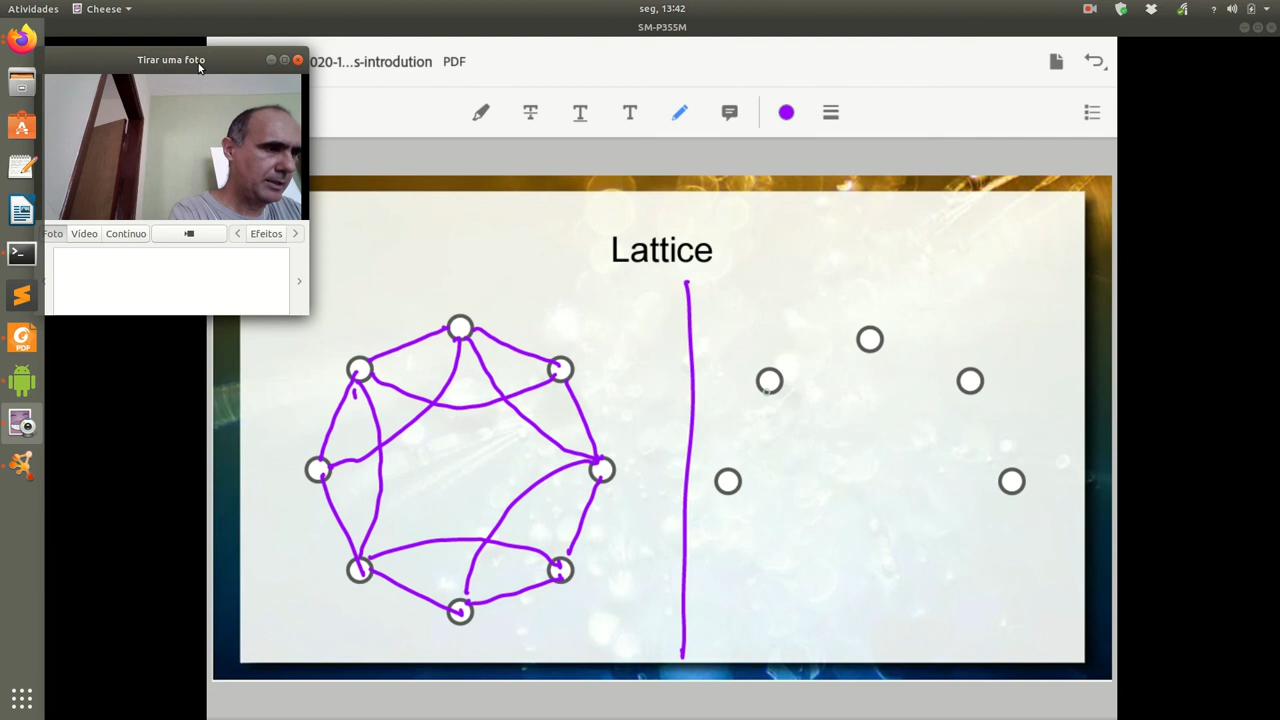 Atividades
Cheese
seg, 13:42
SM-P355M
Tirar uma foto
020-1...s-introdution PDF
Foto Vídeo Contínuo
Efeitos
Lattice